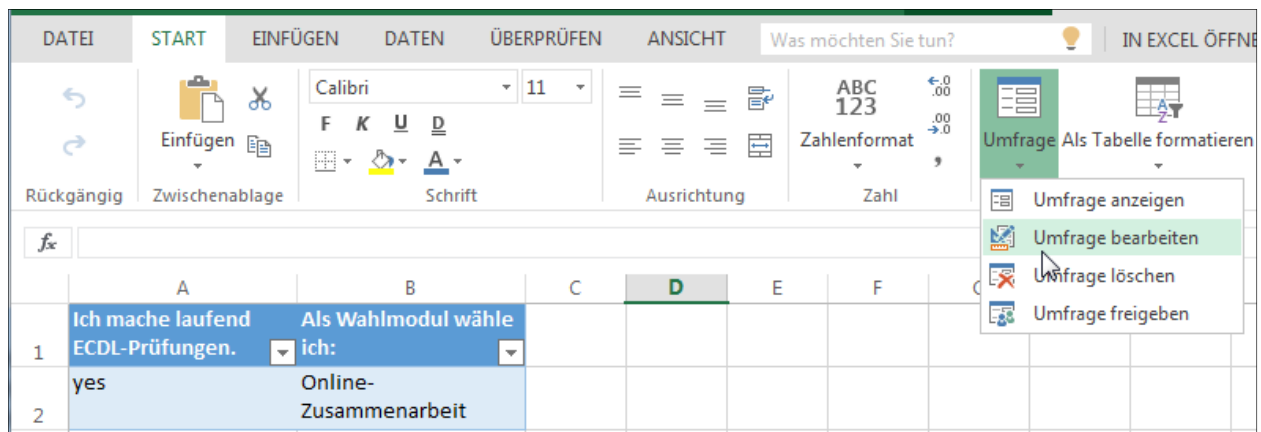 DATEI START EINFÜGEN DATEN ÜBERPRÜFEN ANSICHT Was möchten Sie tun? IN EXCEL ÖFFNE
Calibri 11
ABC
123
,00
,00
F K U D
Einfügen
Zahlenformat
Umfrage
Als Tabelle formatieren
A
Rückgängig Zwischenablage Schrift Ausrichtung Zahl
Umfrage anzeigen
Umfrage bearbeiten
Umfrage löschen
Umfrage freigeben
fx
A B C D E F
1
Ich mache laufend
ECDL-Prüfungen.
Als Wahlmodul wähle
ich:
2
yes
Online-
Zusammenarbeit